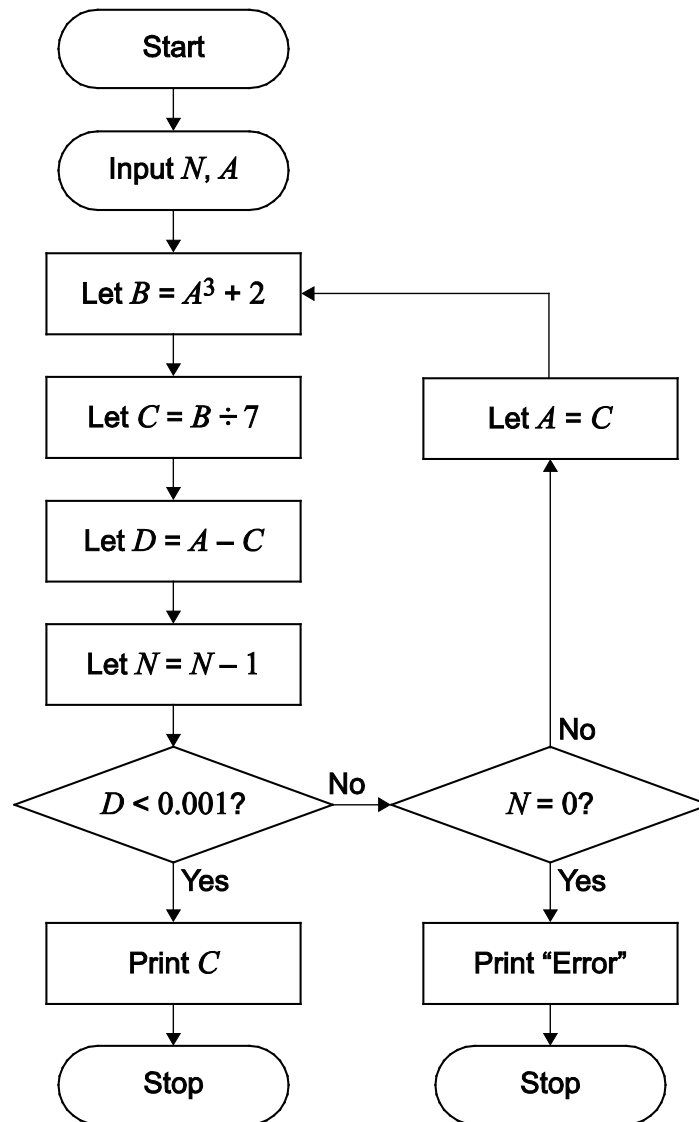 Start
Input N, A
Let B = A³ + 2
Let C = B ÷ 7
Let A = C
Let D = A – C
Let N = N – 1
No
D < 0.001?
No
N = 0?
Yes
Yes
Print C
Print “Error”
Stop
Stop